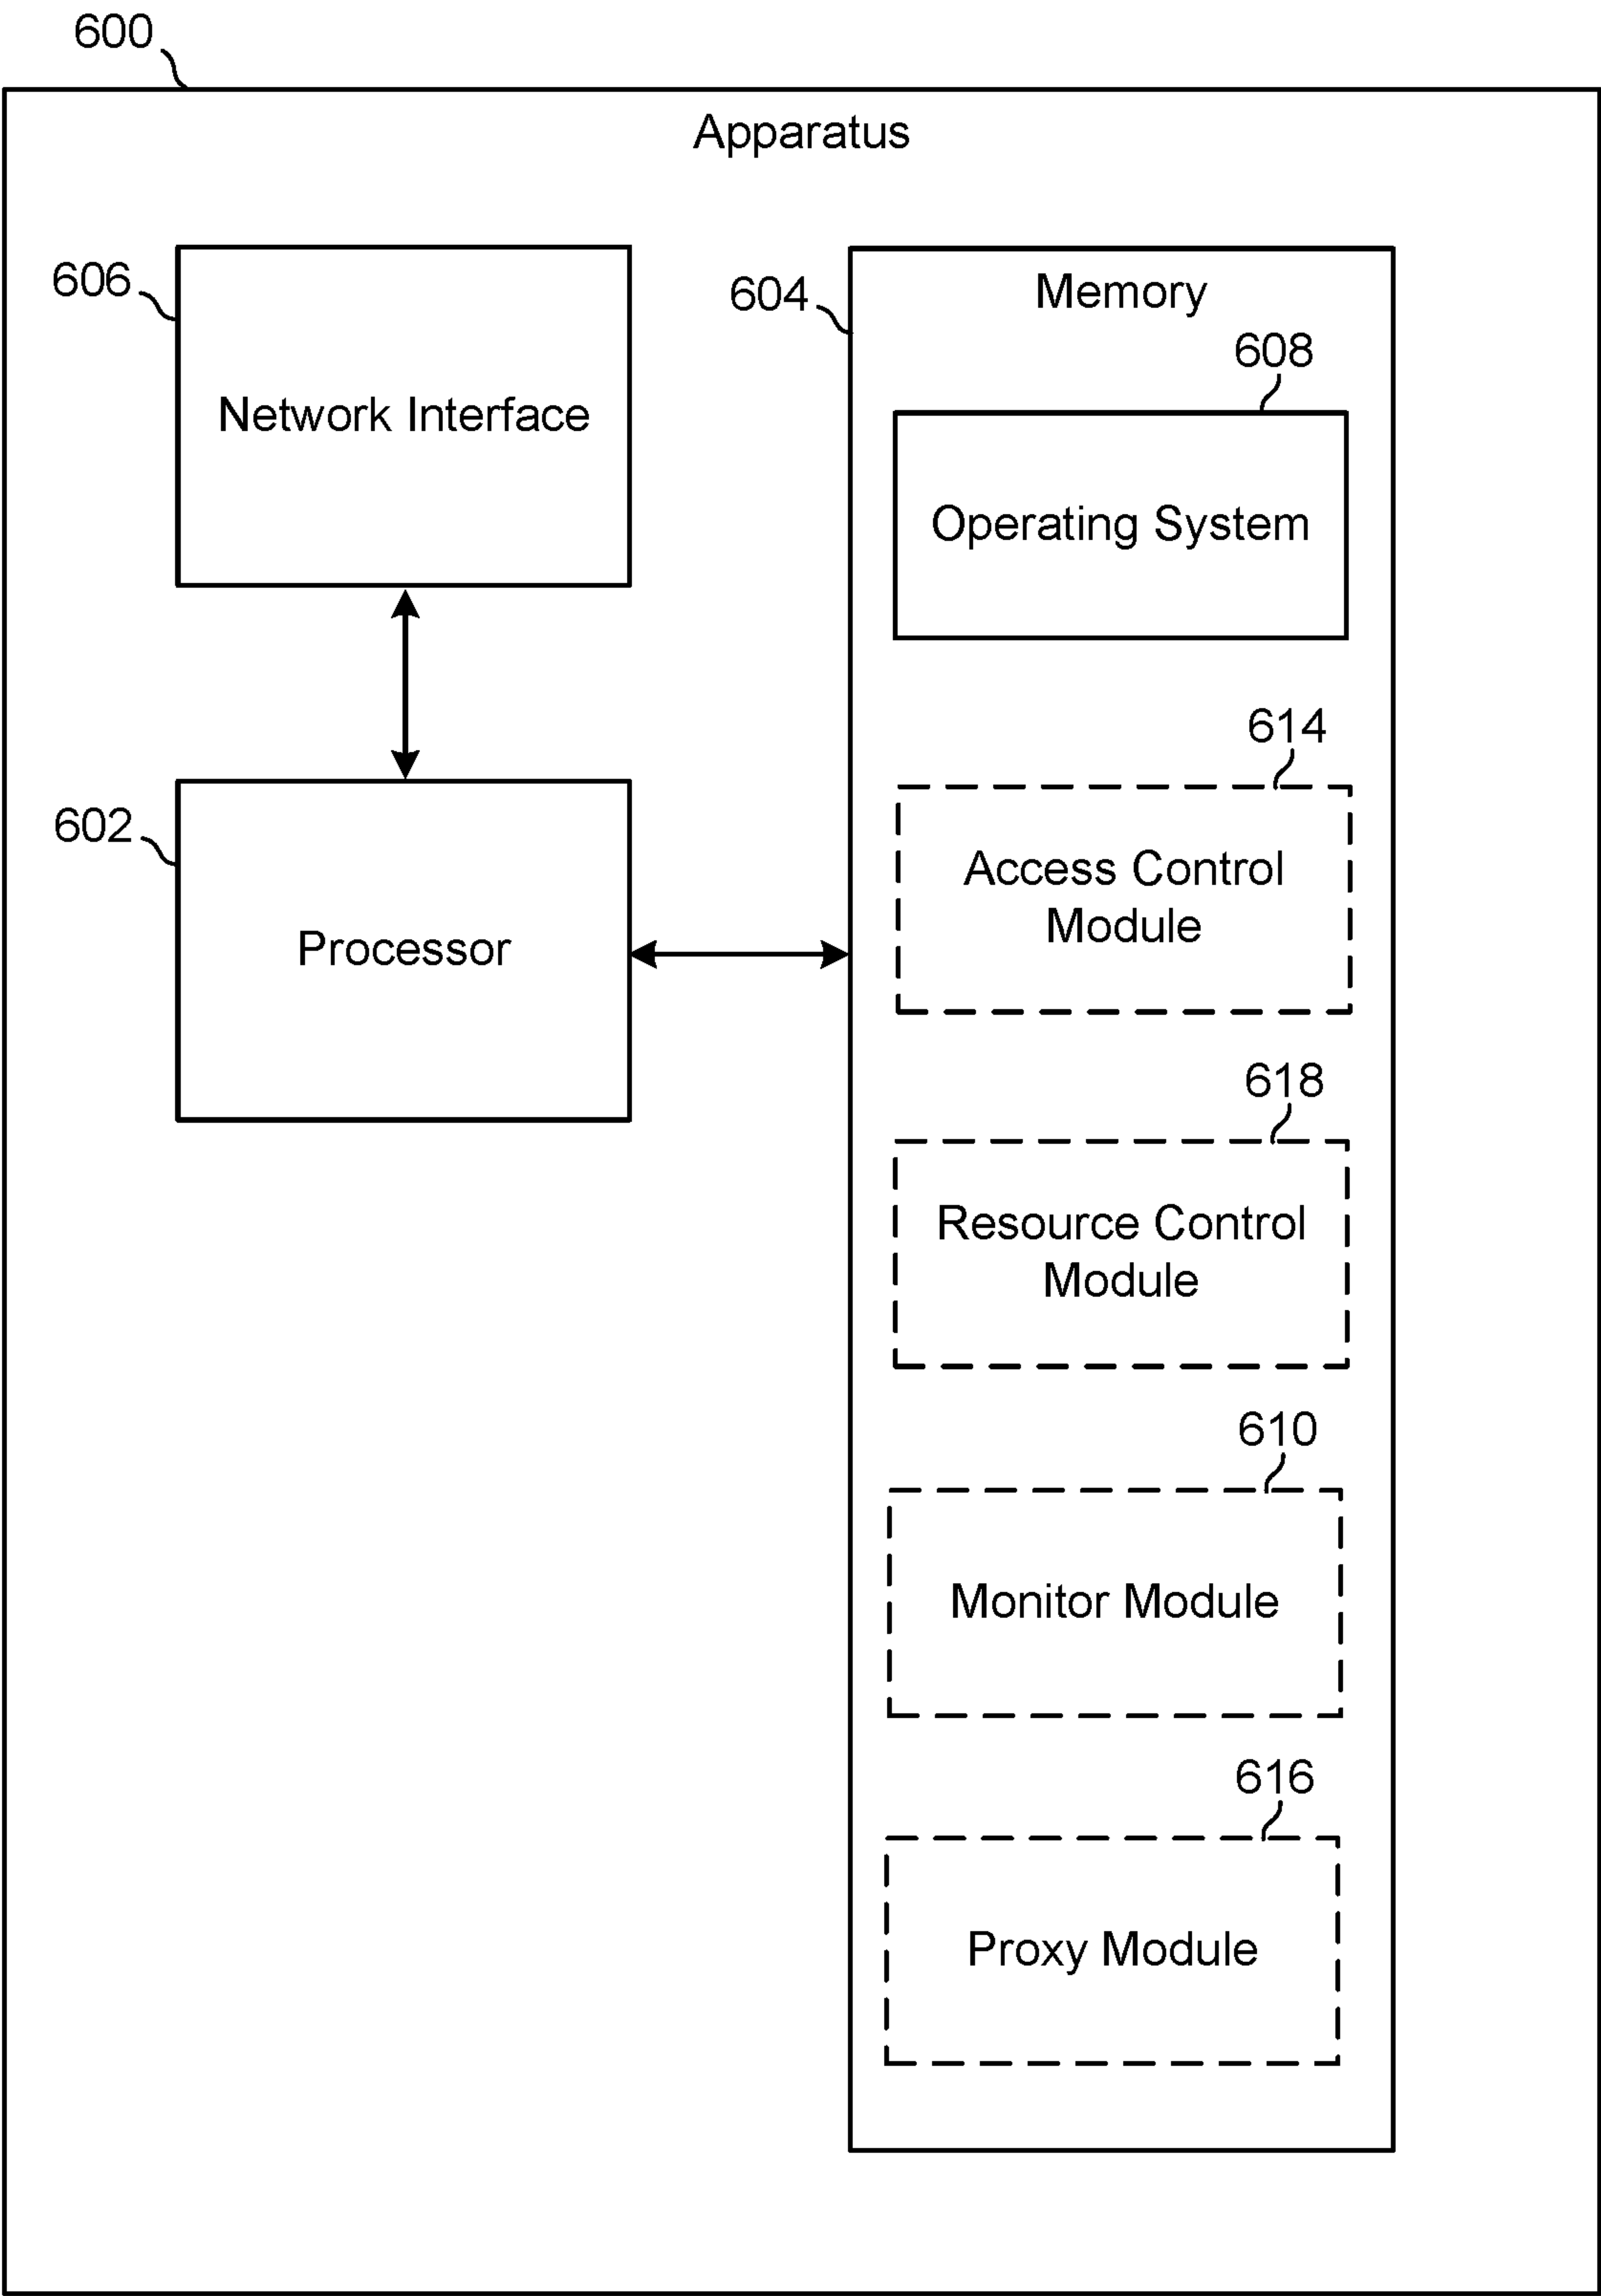 600
Apparatus
606
Network Interface
604
Memory
608
Operating System
602
Processor
614
Access Control
Module
618
Resource Control
Module
610
Monitor Module
616
Proxy Module